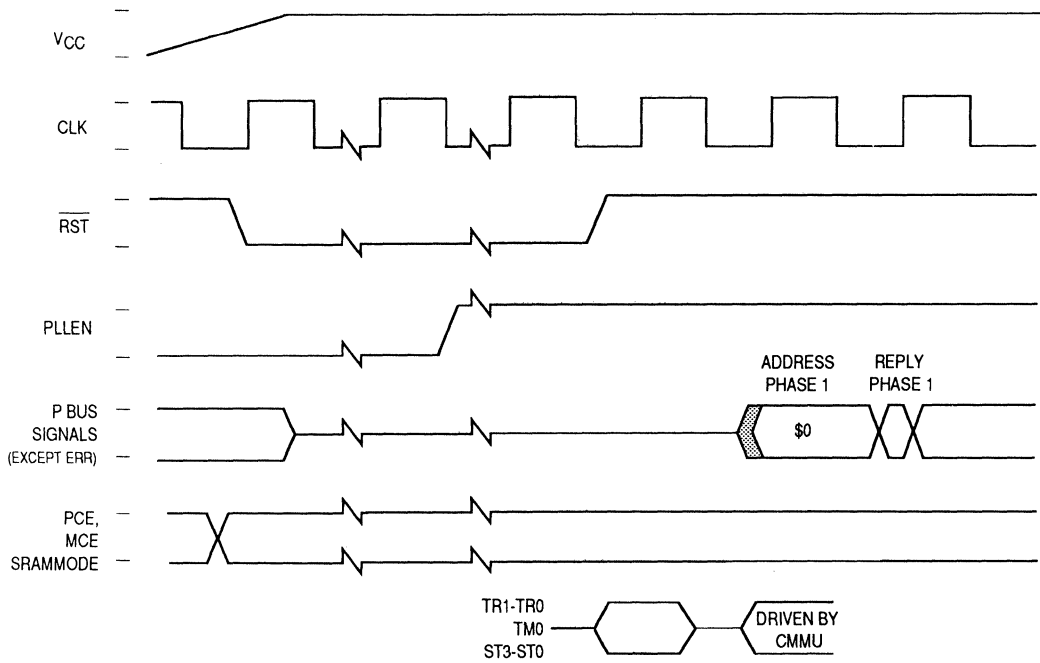 VCC
CLK
RST
PLLEN
ADDRESS
PHASE 1
REPLY
PHASE 1
P BUS
SIGNALS
(EXCEPT ERR)
$0
PCE,
MCE
SRAMMODE
TR1-TR0
TM0
ST3-ST0
DRIVEN BY
CMMU